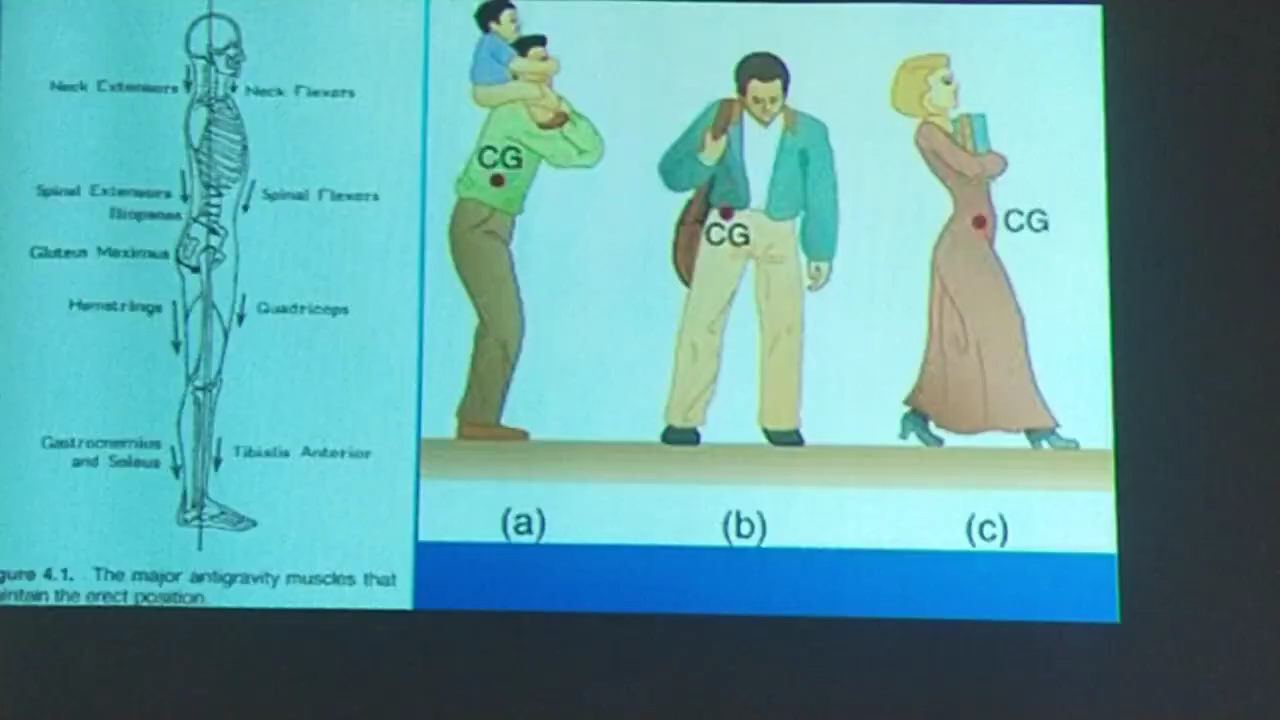 Neck Extensors
Neck Flexors
Spinal Extensors
Spinal Flexors
Iliopsoas
Gluteus Maximus
Hamstrings
Quadriceps
Gastrocnemius
and Soleus
Tibialis Anterior
gure 4.1. The major antigravity muscles that
intain the erect position
CG
CG
CG
(a)
(b)
(c)